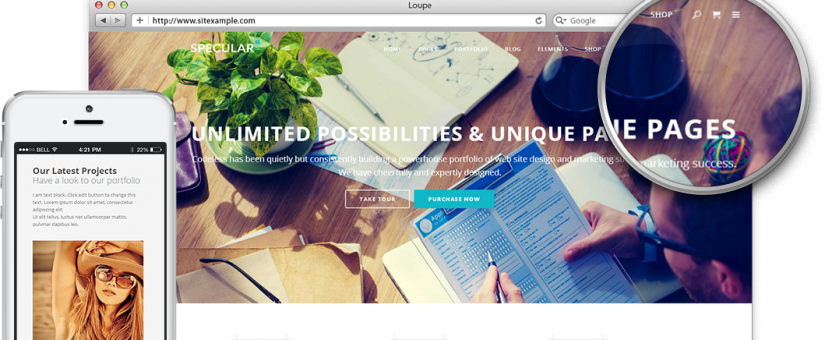 Loupe
http://www.sitexample.com
Google
SPECULAR
HOME PAGES PORTFOLIO BLOG ELEMENTS SHOP
SHOP
UNLIMITED POSSIBILITIES & UNIQUE PA
NE PAGES
Codeless has been quietly but consistently building a powerhouse portfolio of web site design and marketing su
marketing success.
We have cheerfully and expertly designed.
TAKE TOUR
PURCHASE NOW
BELL
4:21 PM
22%
Our Latest Projects
Have a look to our portfolio
I am text block. Click edit button to change this
text. Lorem ipsum dolor sit amet, consectetur
adipiscing elit.
Ut elit tellus, luctus nec ullamcorper mattis,
pulvinar dapibus leo.